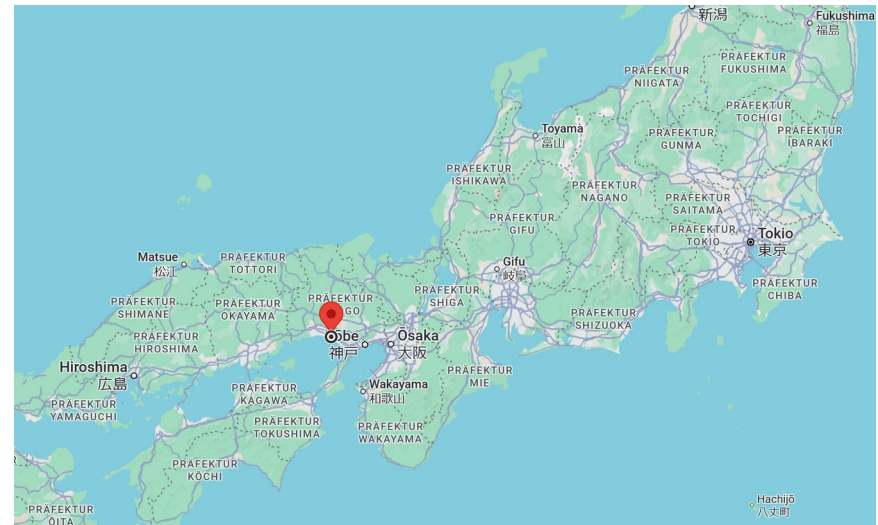 新潟
Fukushima
福島
PRÄFEKTUR
FUKUSHIMA
PRÄFEKTUR
NIIGATA
PRÄFEKTUR
TOCHIGI
Toyama
富山
PRÄFEKTUR
GUNMA
PRÄFEKTUR
IBARAKI
PRÄFEKTUR
ISHIKAWA
PRÄFEKTUR
NAGANO
PRÄFEKTUR
SAITAMA
PRÄFEKTUR
GIFU
PRÄFEKTUR
TOKIO
Tokio
東京
Matsue
松江
PRÄFEKTUR
TOTTORI
Gifu
岐阜
PRÄFEKTUR
CHIBA
PRÄFEKTUR
SHIMANE
PRÄFEKTUR
OKAYAMA
PRÄFEKTUR
GO
PRÄFEKTUR
SHIGA
PRÄFEKTUR
SHIZUOKA
PRÄFEKTUR
HIROSHIMA
ōbe
神戸
Ōsaka
大阪
Hiroshima
広島
PRÄFEKTUR
MIE
PRÄFEKTUR
KAGAWA
Wakayama
和歌山
PRÄFEKTUR
YAMAGUCHI
PRÄFEKTUR
TOKUSHIMA
PRÄFEKTUR
WAKAYAMA
PRÄFEKTUR
KŌCHI
Hachijō
八丈町
PRÄFEKTUR
ŌITA